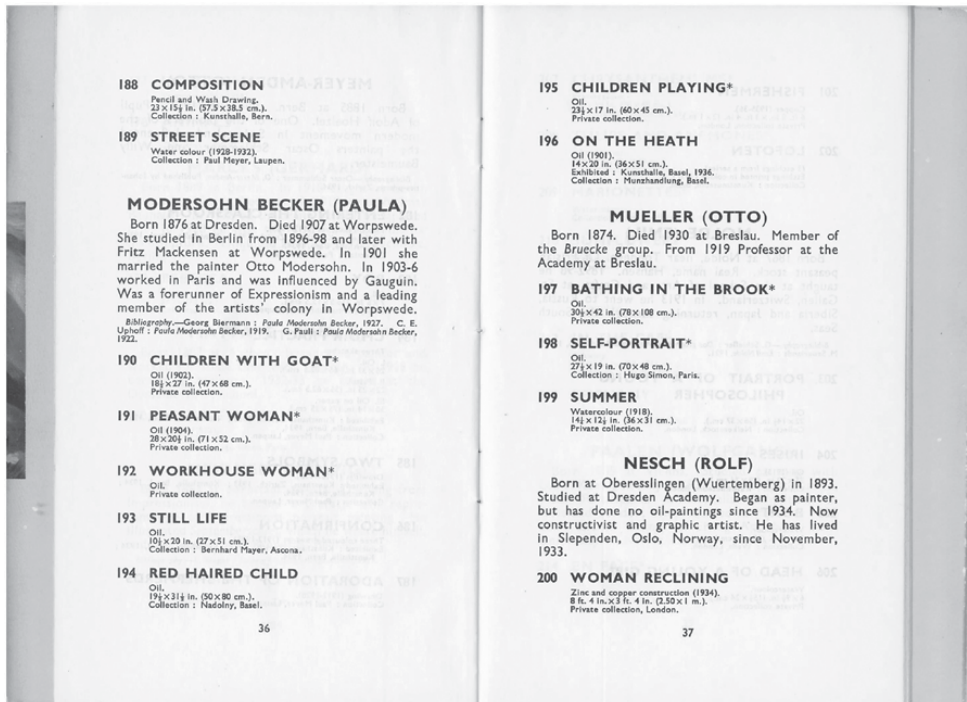 188 COMPOSITION
Pencil and Wash Drawing.
23 × 15½ in. (57.5 × 38.5 cm.).
Collection : Kunsthalle, Bern.
189 STREET SCENE
Water colour (1928-1932).
Collection : Paul Meyer, Laupen.
MODERSOHN BECKER (PAULA)
Born 1876 at Dresden. Died 1907 at Worpswede.
She studied in Berlin from 1896-98 and later with
Fritz Mackensen at Worpswede. In 1901 she
married the painter Otto Modersohn. In 1903-6
worked in Paris and was influenced by Gauguin.
Was a forerunner of Expressionism and a leading
member of the artists' colony in Worpswede.
Bibliography.—Georg Biermann : Paula Modersohn Becker, 1927. C. E.
Uphoff : Paula Modersohn Becker, 1919. G. Pauli : Paula Modersohn Becker,
1922.
190 CHILDREN WITH GOAT*
Oil (1902).
18½ × 27 in. (47 × 68 cm.).
Private collection.
191 PEASANT WOMAN*
Oil (1904).
28 × 20½ in. (71 × 52 cm.).
Private collection.
192 WORKHOUSE WOMAN*
Oil.
Private collection.
193 STILL LIFE
Oil.
10½ × 20 in. (27 × 51 cm.).
Collection : Bernhard Mayer, Ascona.
194 RED HAIRED CHILD
Oil.
19½ × 31½ in. (50 × 80 cm.).
Collection : Nadolny, Basel.
36
195 CHILDREN PLAYING*
Oil.
23½ × 17 in. (60 × 45 cm.).
Private collection.
196 ON THE HEATH
Oil (1901).
14 × 20 in. (36 × 51 cm.).
Exhibited : Kunsthalle, Basel, 1936.
Collection : Munzhandlung, Basel.
MUELLER (OTTO)
Born 1874. Died 1930 at Breslau. Member of
the Bruecke group. From 1919 Professor at the
Academy at Breslau.
197 BATHING IN THE BROOK*
Oil.
30½ × 42 in. (78 × 108 cm.).
Private collection.
198 SELF-PORTRAIT*
Oil.
27½ × 19 in. (70 × 48 cm.).
Collection : Hugo Simon, Paris.
199 SUMMER
Watercolour (1918).
14½ × 12½ in. (36 × 31 cm.).
Private collection.
NESCH (ROLF)
Born at Oberesslingen (Wuertemberg) in 1893.
Studied at Dresden Academy. Began as painter,
but has done no oil-paintings since 1934. Now
constructivist and graphic artist. He has lived
in Slependen, Oslo, Norway, since November,
1933.
200 WOMAN RECLINING
Zinc and copper construction (1934).
8 ft. 4 in. × 3 ft. 4 in. (2.50 × 1 m.).
Private collection, London.
37